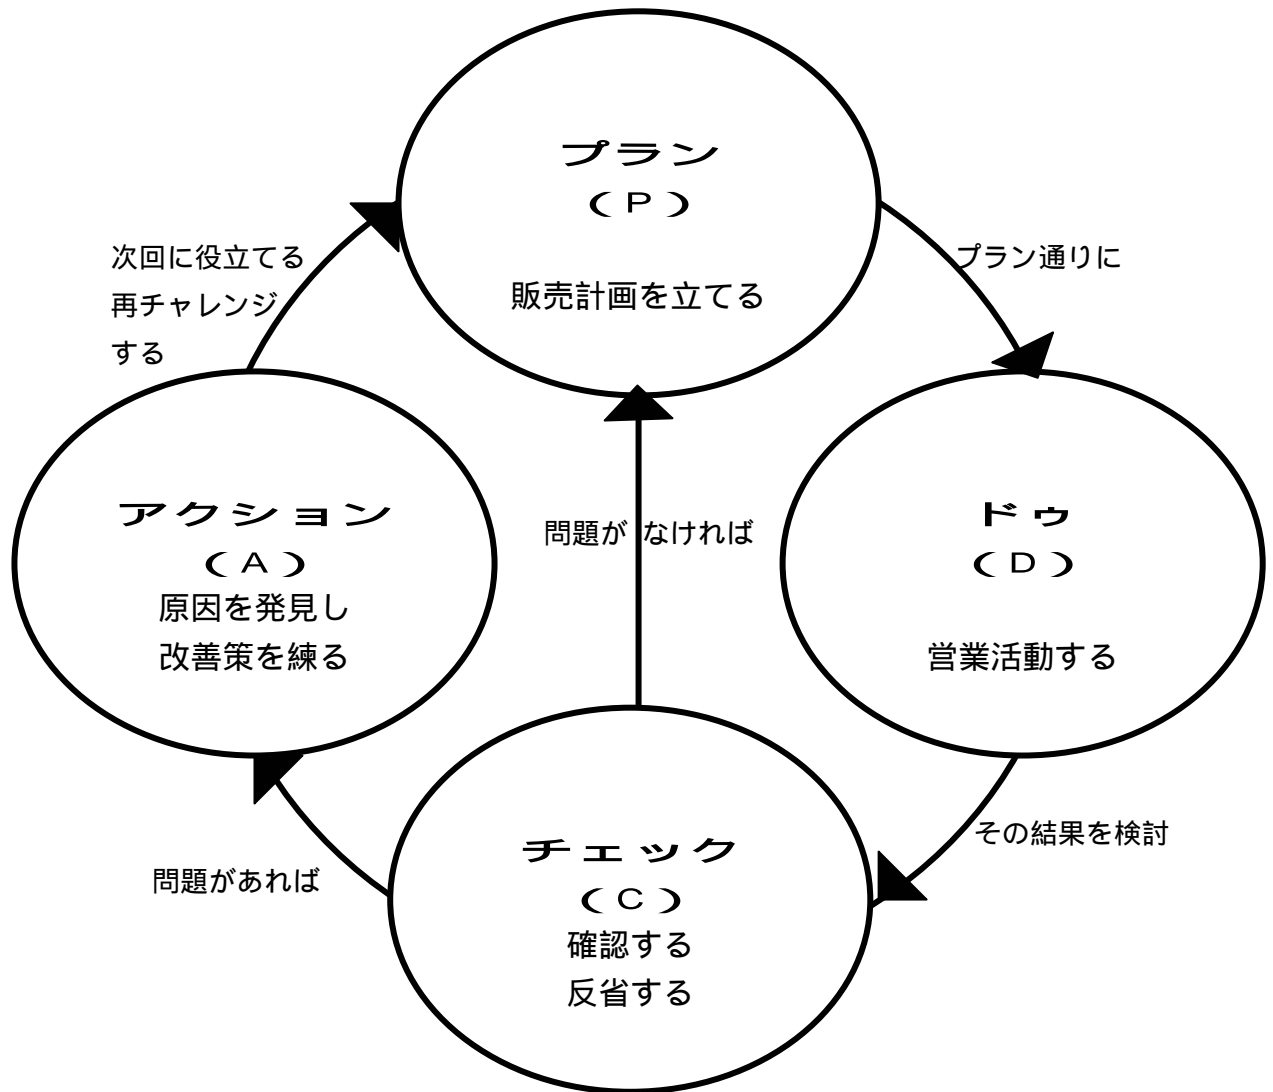 プラン
（Ｐ）
販売計画を立てる
次回に役立てる
再チャレンジ
する
プラン通りに
アクション
（Ａ）
原因を発見し
改善策を練る
問題が なければ
ドゥ
（Ｄ）
営業活動する
問題があれば
その結果を検討
チェック
（Ｃ）
確認する
反省する